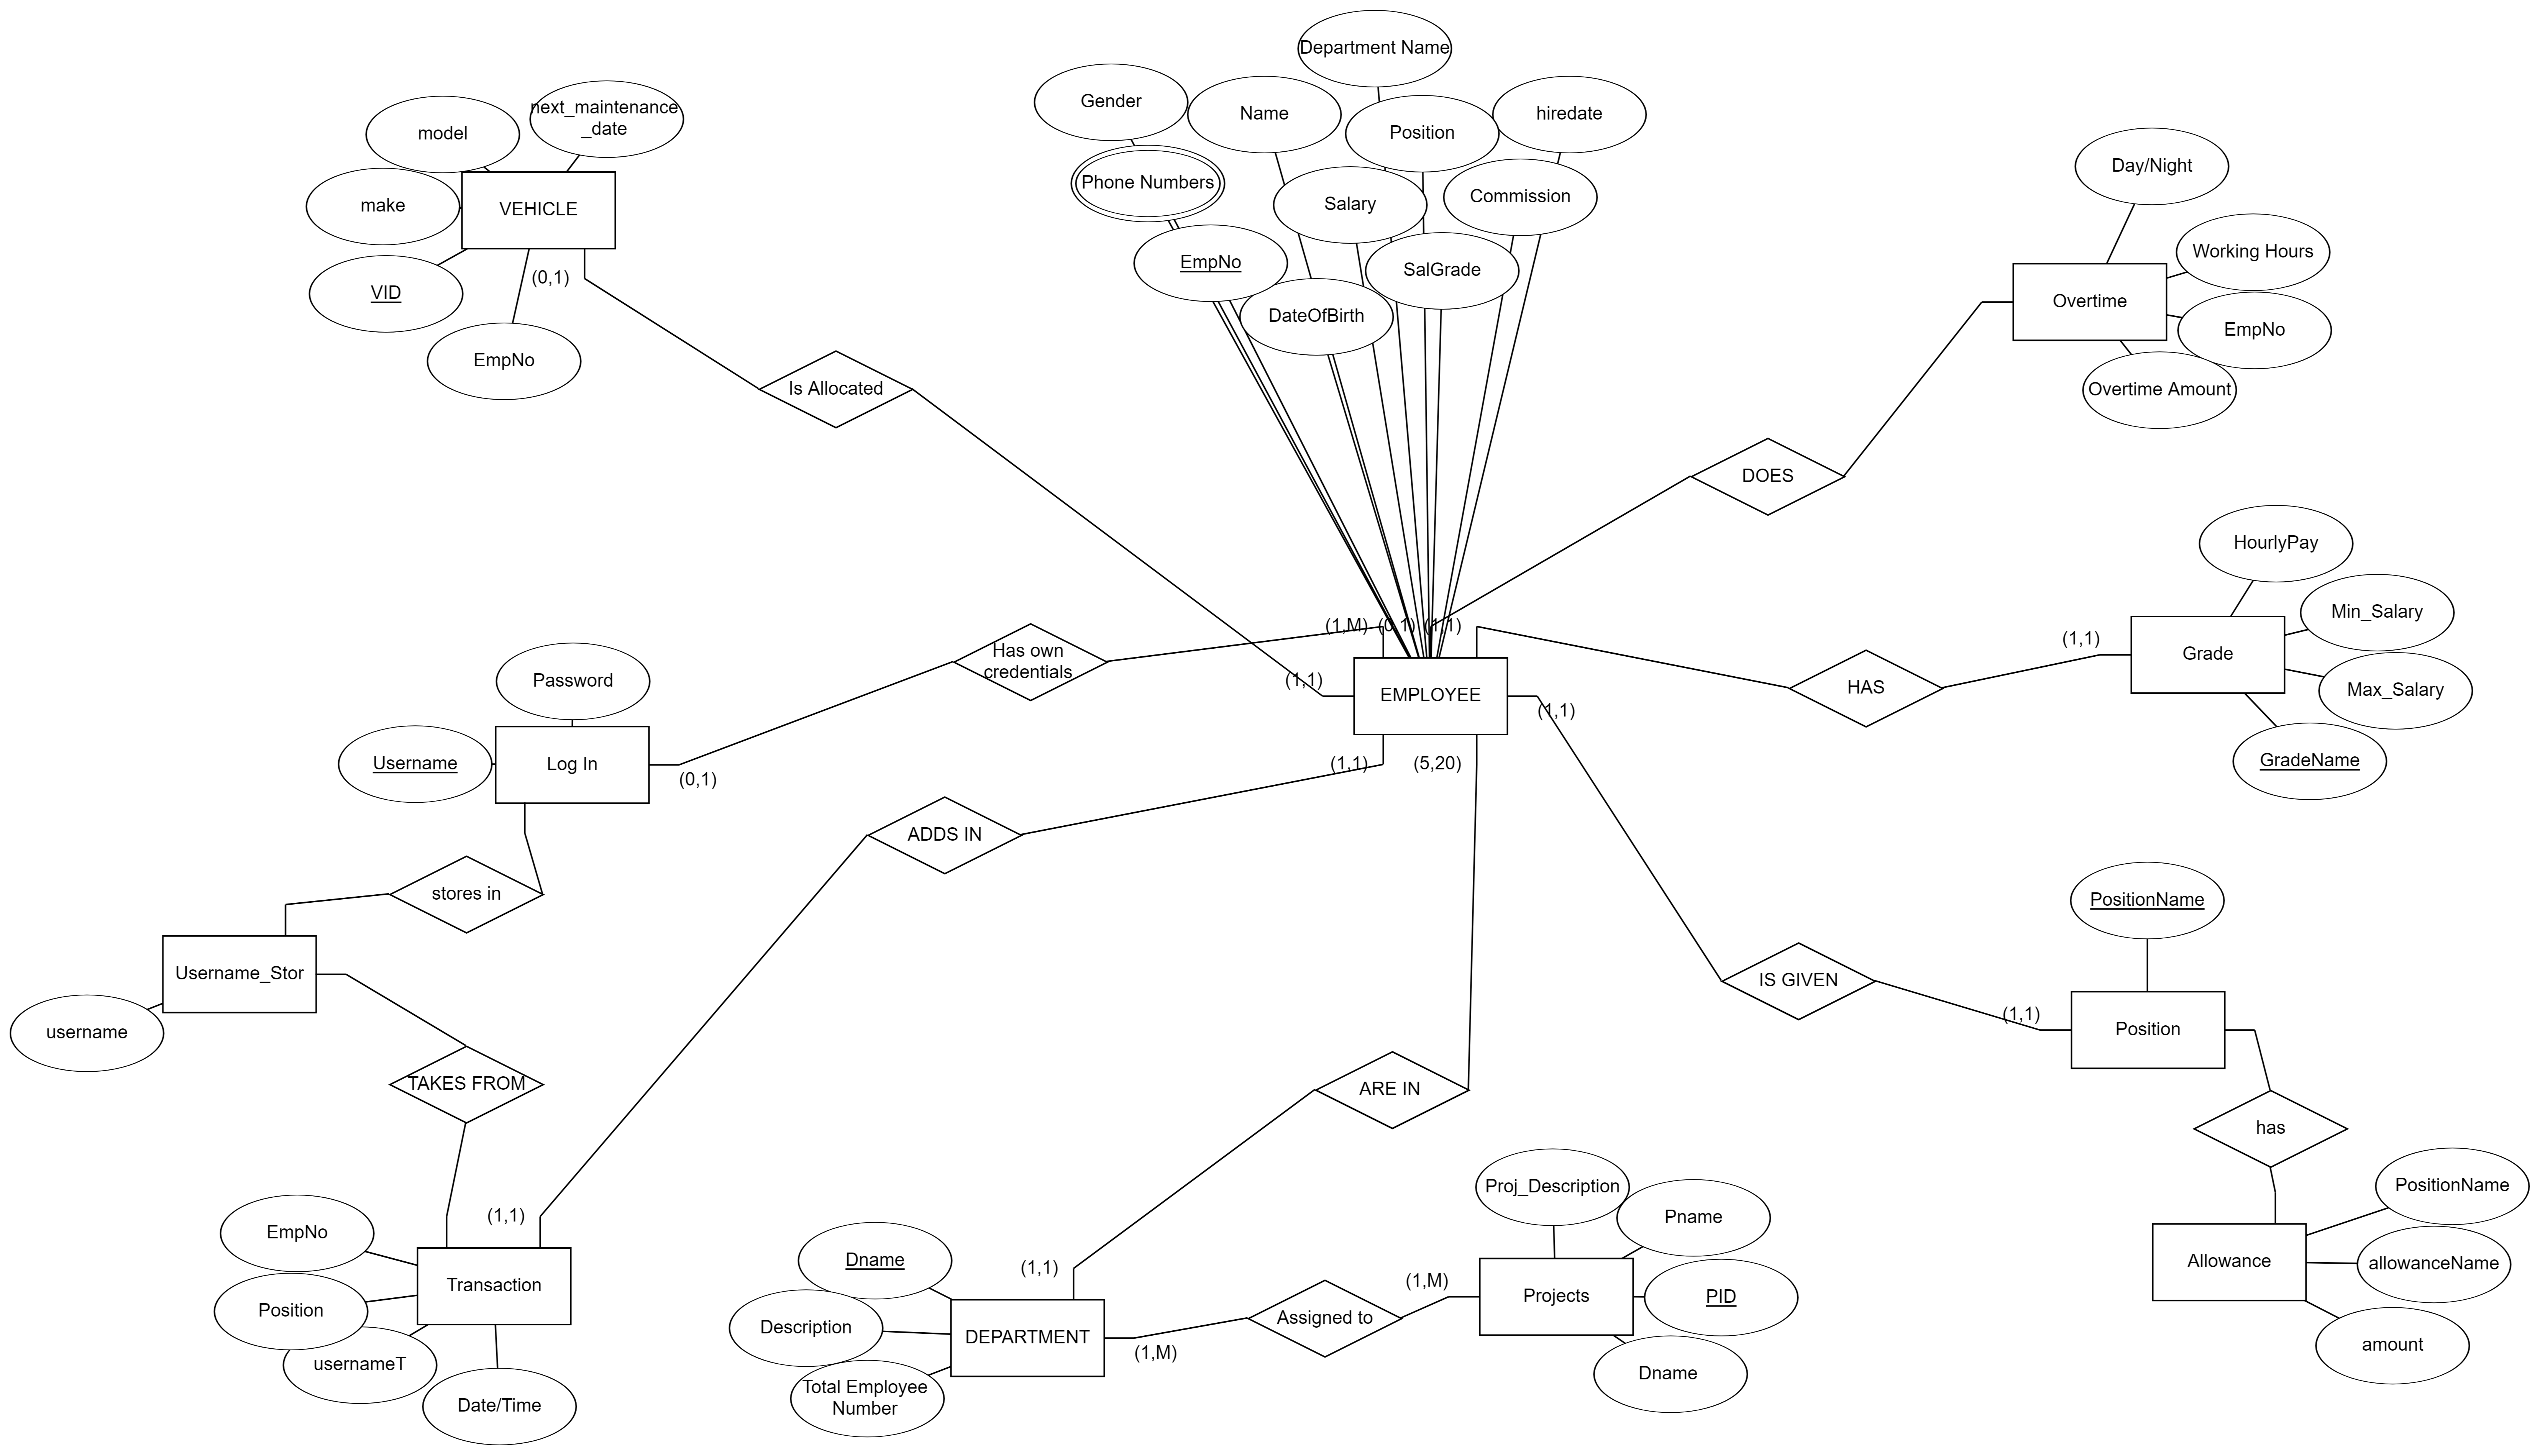 Department Name
Gender
Name
Position
hiredate
model
next_maintenance
_date
make
VEHICLE
Phone Numbers
Salary
Commission
Day/Night
VID
(0,1)
EmpNo
EmpNo
SalGrade
DateOfBirth
Working Hours
Overtime
EmpNo
Overtime Amount
Is Allocated
DOES
HourlyPay
Min_Salary
Grade
Max_Salary
GradeName
(1,1)
HAS
(1,M)
(0,1)
(1,1)
Has own
credentials
(1,1)
EMPLOYEE
(1,1)
(1,1)
(5,20)
Password
Username
Log In
(0,1)
ADDS IN
stores in
Username_Stor
username
TAKES FROM
PositionName
IS GIVEN
(1,1)
Position
ARE IN
has
PositionName
Allowance
allowanceName
amount
EmpNo
(1,1)
Transaction
Position
usernameT
Date/Time
Dname
(1,1)
Description
DEPARTMENT
Total Employee
Number
(1,M)
Assigned to
(1,M)
Proj_Description
Pname
Projects
PID
Dname